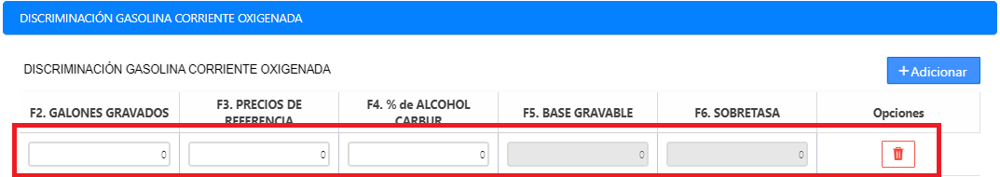 DISCRIMINACIÓN GASOLINA CORRIENTE OXIGENADA
DISCRIMINACIÓN GASOLINA CORRIENTE OXIGENADA
+Adicionar
F2. GALONES GRAVADOS
F3. PRECIOS DE
REFERENCIA
F4. % de ALCOHOL
CARBUR
F5. BASE GRAVABLE
F6. SOBRETASA
Opciones
0
0
0
0
0